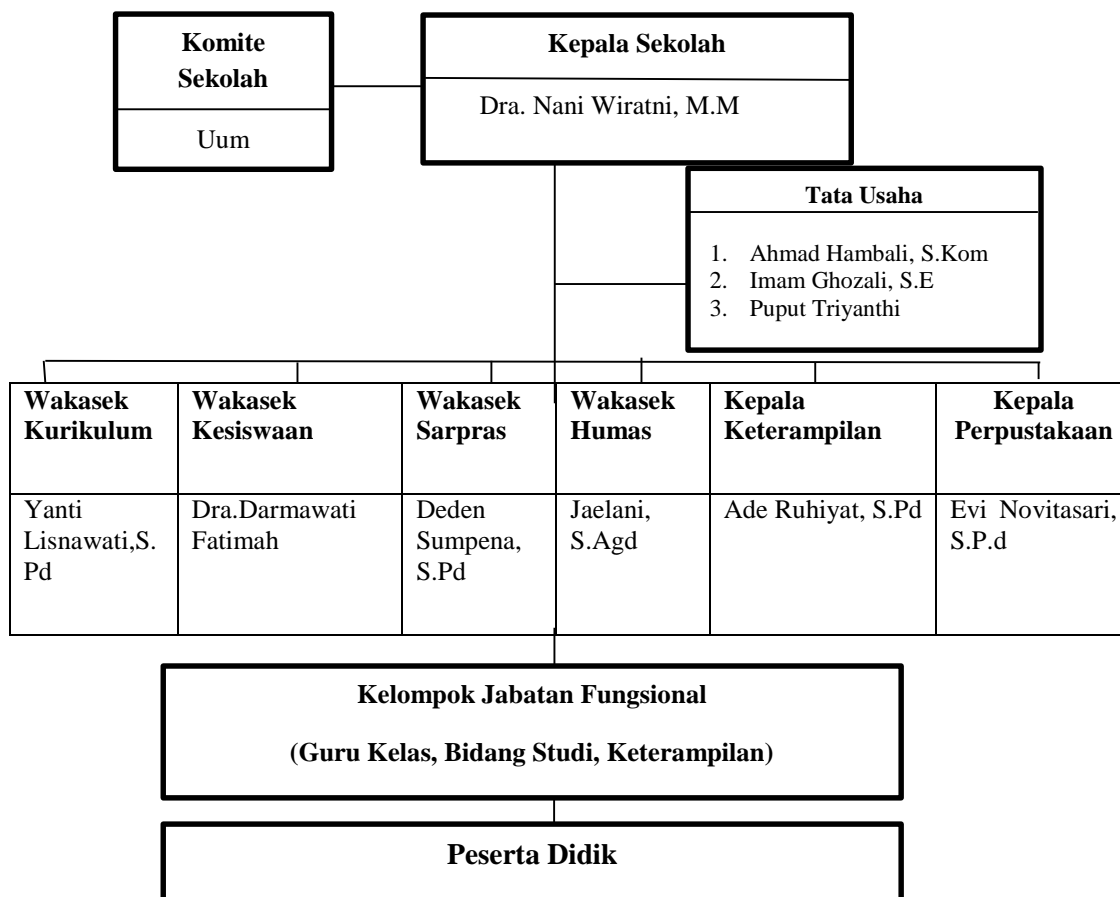 Komite
Sekolah
Uum
Kepala Sekolah
Dra. Nani Wiratni, M.M
Tata Usaha
1. Ahmad Hambali, S.Kom
2. Imam Ghozali, S.E
3. Puput Triyanthi
Wakasek
Kurikulum
Wakasek
Kesiswaan
Wakasek
Sarpras
Wakasek
Humas
Kepala
Keterampilan
Kepala
Perpustakaan
Yanti
Lisnawati,S.
Pd
Dra.Darmawati
Fatimah
Deden
Sumpena,
S.Pd
Jaelani,
S.Agd
Ade Ruhiyat, S.Pd
Evi Novitasari,
S.P.d
Kelompok Jabatan Fungsional
(Guru Kelas, Bidang Studi, Keterampilan)
Peserta Didik